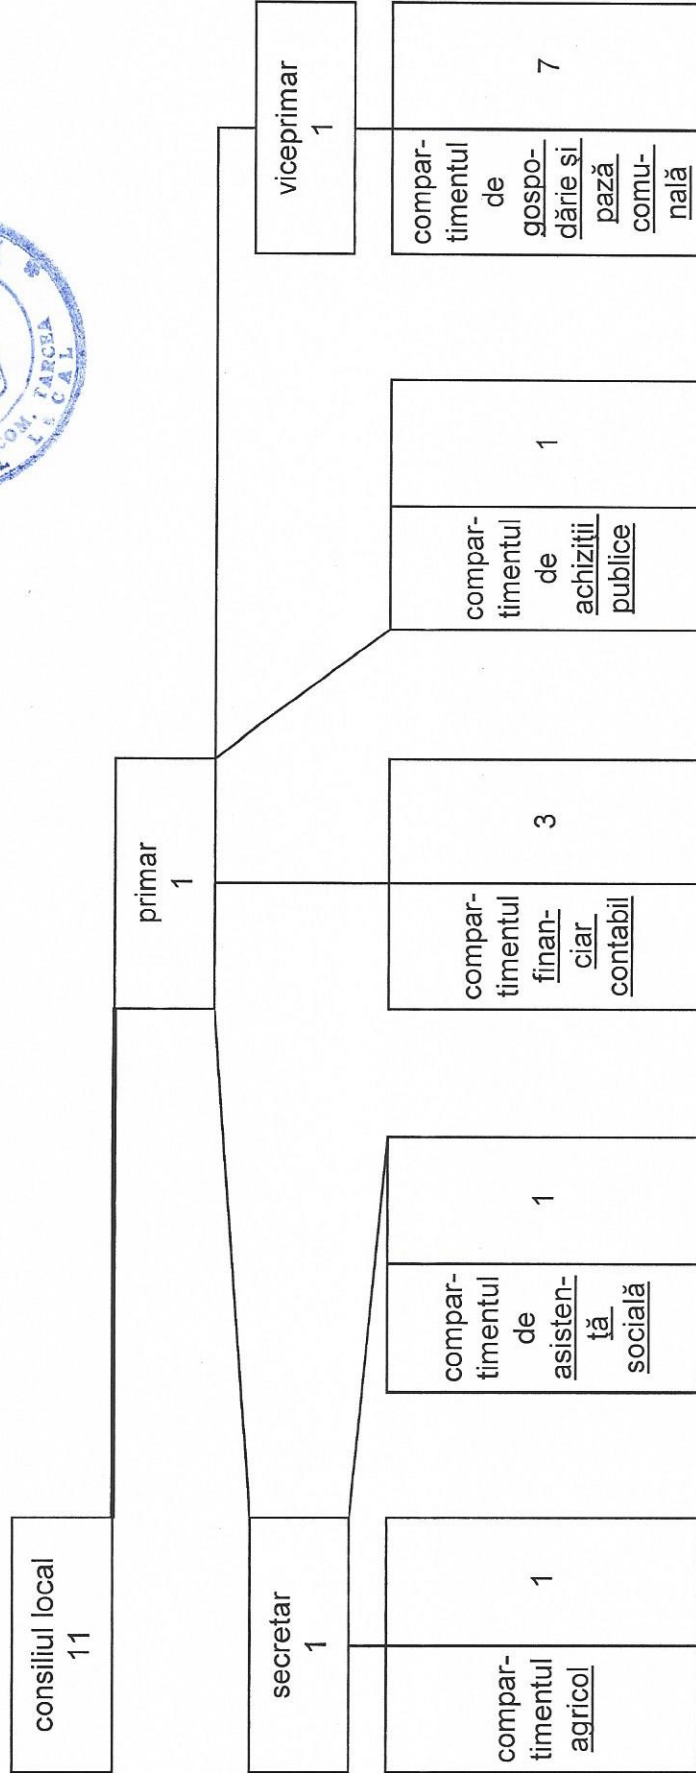 COM. TARCEA
LOCAL
consiliul local
11
primar
1
secretar
1
viceprimar
1
compar-
timentul
agricol
1
compar-
timentul
de
asisten-
ță
socială
1
compar-
timentul
finan-
ciar
contabil
3
compar-
timentul
de
achiziții
publice
1
compar-
timentul
de
gospo-
dărie și
pază
comu-
nală
7